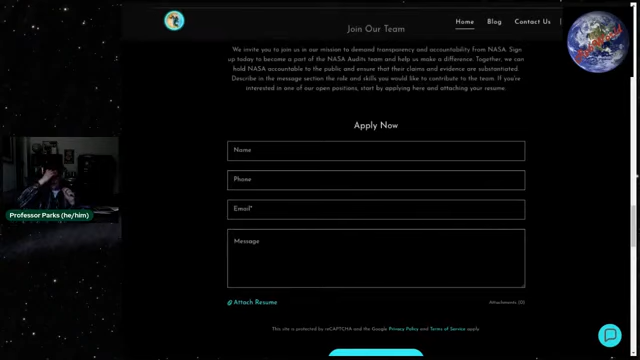 Home Blog Contact Us
Join Our Team
We invite you to join us in our mission to demand transparency and accountability from NASA. Sign
up today to become a part of the NASA Audits team and help us make a difference. Together, we can
hold NASA accountable to the public and ensure that their claims and evidence are substantiated.
Describe in the message section the role and skills you would like to contribute to the team. If you're
interested in one of our open positions, start by applying here and attaching your resume.
Apply Now
Name
Phone
Email*
Message
Professor Parks (he/him)
Attach Resume
Attachments (0)
This site is protected by reCAPTCHA and the Google Privacy Policy and Terms of Service apply.